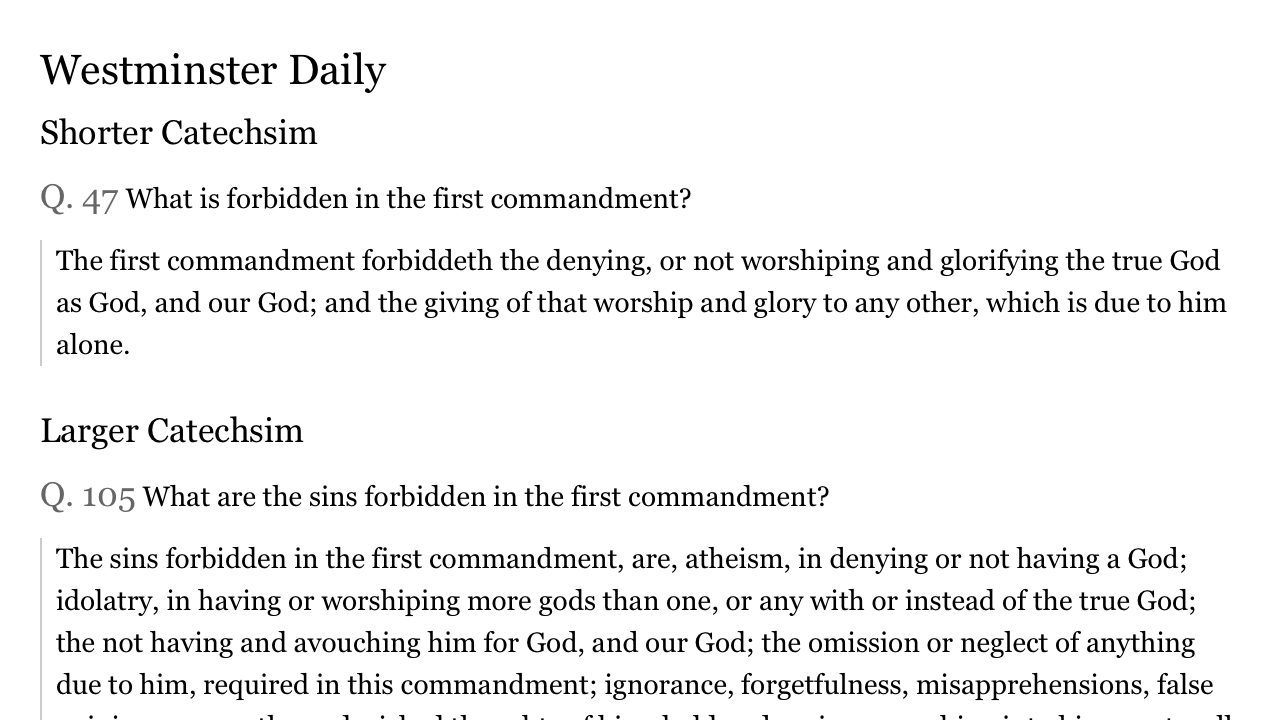 Westminster Daily
Shorter Catechsim
Q. 47 What is forbidden in the first commandment?
The first commandment forbiddeth the denying, or not worshiping and glorifying the true God
as God, and our God; and the giving of that worship and glory to any other, which is due to him
alone.
Larger Catechsim
Q. 105 What are the sins forbidden in the first commandment?
The sins forbidden in the first commandment, are, atheism, in denying or not having a God;
idolatry, in having or worshiping more gods than one, or any with or instead of the true God;
the not having and avouching him for God, and our God; the omission or neglect of anything
due to him, required in this commandment; ignorance, forgetfulness, misapprehensions, false